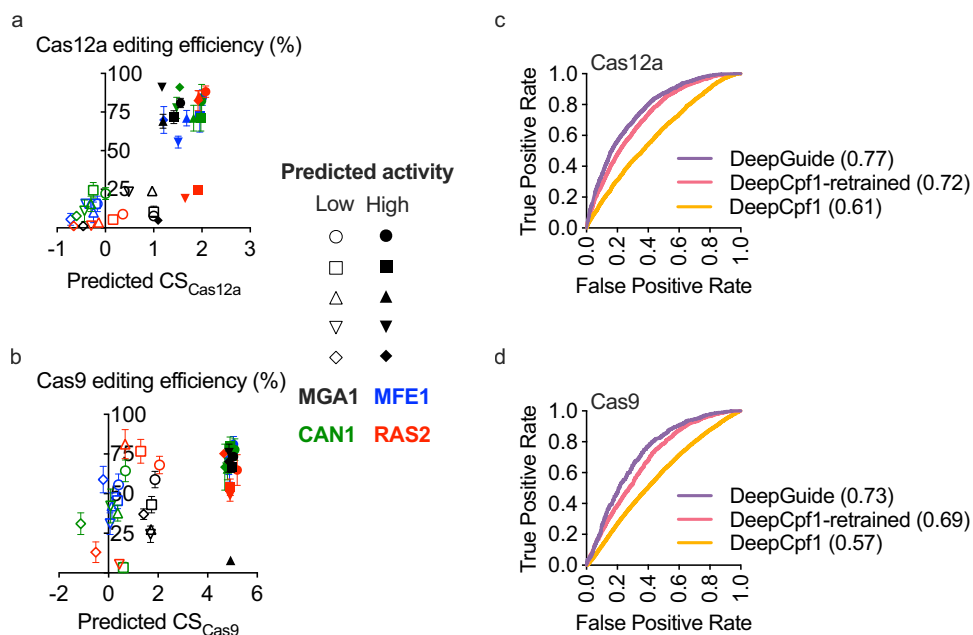 a
Cas12a editing efficiency (%)
100
75
50
25
-1 0 1 2 3
Predicted CS Cas12a
b
Cas9 editing efficiency (%)
100
75
50
25
-2 0 2 4 6
Predicted CS Cas9
Predicted activity
Low High
MGA1 MFE1
CAN1 RAS2
c
Cas12a
True Positive Rate
1.0
0.8
0.6
0.4
0.2
0.0
DeepGuide (0.77)
DeepCpf1-retrained (0.72)
DeepCpf1 (0.61)
0.0 0.2 0.4 0.6 0.8 1.0
False Positive Rate
d
Cas9
True Positive Rate
1.0
0.8
0.6
0.4
0.2
0.0
DeepGuide (0.73)
DeepCpf1-retrained (0.69)
DeepCpf1 (0.57)
0.0 0.2 0.4 0.6 0.8 1.0
False Positive Rate